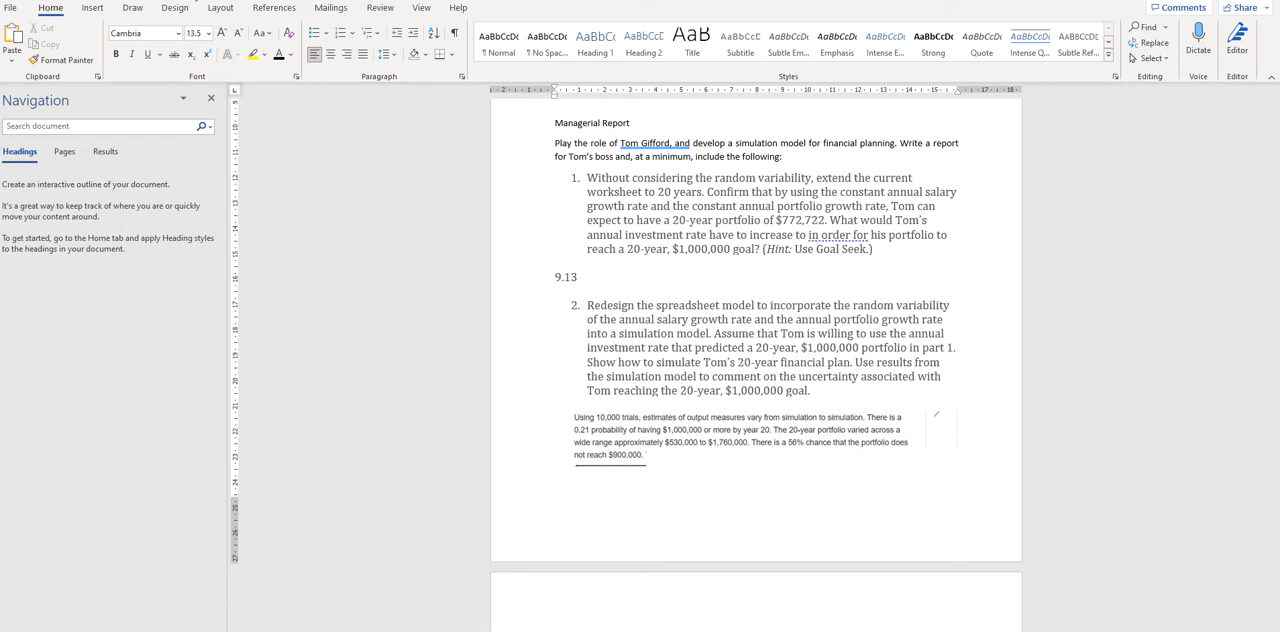 File Home Insert Draw Design Layout References Mailings Review View Help Comments Share
Cut
Copy
Paste
Format Painter
Clipboard
Cambria 13.5
Font
Paragraph
AaBbCcDc AaBbCcDc AaBbCc AaBbCcC AaB AaBbCcC AaBbCcDc AaBbCcDc AaBbCcDc AaBbCcDc AaBbCcDc AaBbCcDc AABBCCDC
¶ Normal ¶ No Spac... Heading 1 Heading 2 Title Subtitle Subtle Em... Emphasis Intense E... Strong Quote Intense Q... Subtle Ref...
Styles
Find
Replace
Select
Editing
Dictate
Voice
Editor
Editor
Navigation
Search document
Headings Pages Results
Create an interactive outline of your document.
It's a great way to keep track of where you are or quickly
move your content around.
To get started, go to the Home tab and apply Heading styles
to the headings in your document.
Managerial Report
Play the role of Tom Gifford, and develop a simulation model for financial planning. Write a report
for Tom's boss and, at a minimum, include the following:
1. Without considering the random variability, extend the current
worksheet to 20 years. Confirm that by using the constant annual salary
growth rate and the constant annual portfolio growth rate, Tom can
expect to have a 20-year portfolio of $772,722. What would Tom's
annual investment rate have to increase to in order for his portfolio to
reach a 20-year, $1,000,000 goal? (Hint: Use Goal Seek.)
9.13
2. Redesign the spreadsheet model to incorporate the random variability
of the annual salary growth rate and the annual portfolio growth rate
into a simulation model. Assume that Tom is willing to use the annual
investment rate that predicted a 20-year, $1,000,000 portfolio in part 1.
Show how to simulate Tom's 20-year financial plan. Use results from
the simulation model to comment on the uncertainty associated with
Tom reaching the 20-year, $1,000,000 goal.
Using 10,000 trials, estimates of output measures vary from simulation to simulation. There is a
0.21 probability of having $1,000,000 or more by year 20. The 20-year portfolio varied across a
wide range approximately $530,000 to $1,760,000. There is a 56% chance that the portfolio does
not reach $900,000.